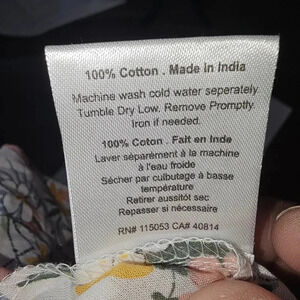 100% Cotton . Made in India
Machine wash cold water seperately
Tumble Dry Low. Remove Promptly.
Iron if needed.
100% Coton . Fait en Inde
Laver séparément à la machine
à l'eau froide
Sécher par culbutage à basse
température
Retirer aussitôt sec
Repasser si nécessaire
RN# 115053 CA# 40814